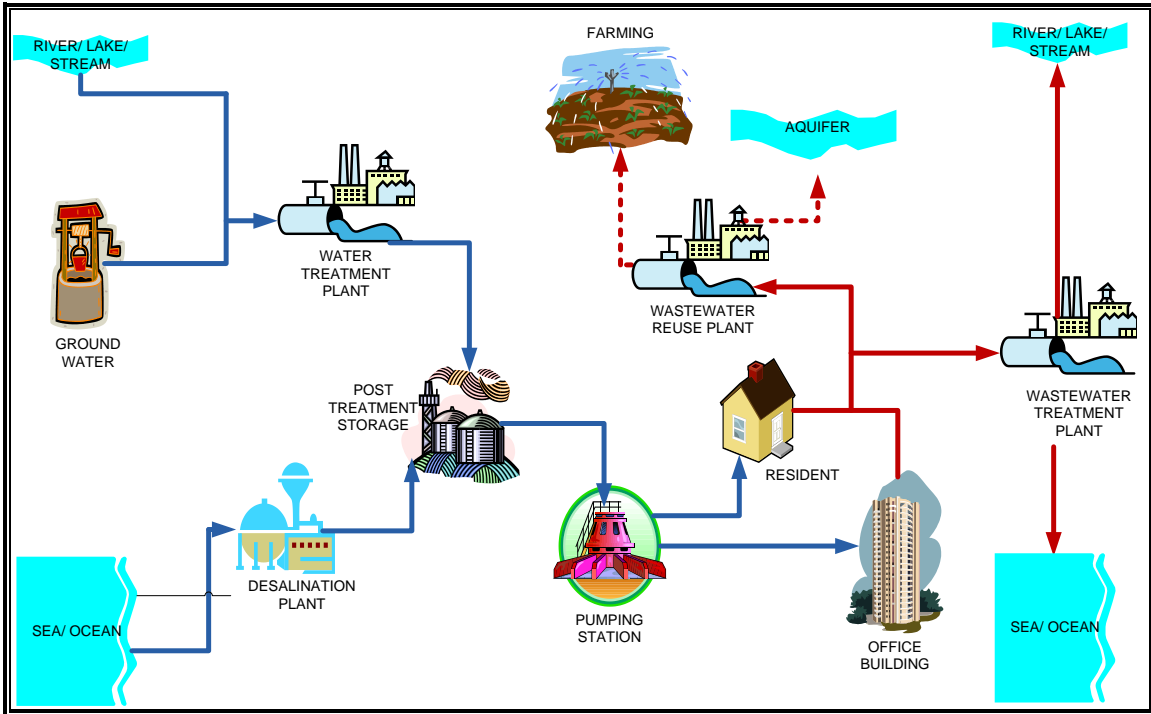 RIVER/ LAKE/
STREAM
FARMING
RIVER/ LAKE/
STREAM
AQUIFER
WATER
TREATMENT
PLANT
GROUND
WATER
WASTEWATER
REUSE PLANT
POST
TREATMENT
STORAGE
WASTEWATER
TREATMENT
PLANT
RESIDENT
DESALINATION
PLANT
PUMPING
STATION
SEA/ OCEAN
OFFICE
BUILDING
SEA/ OCEAN